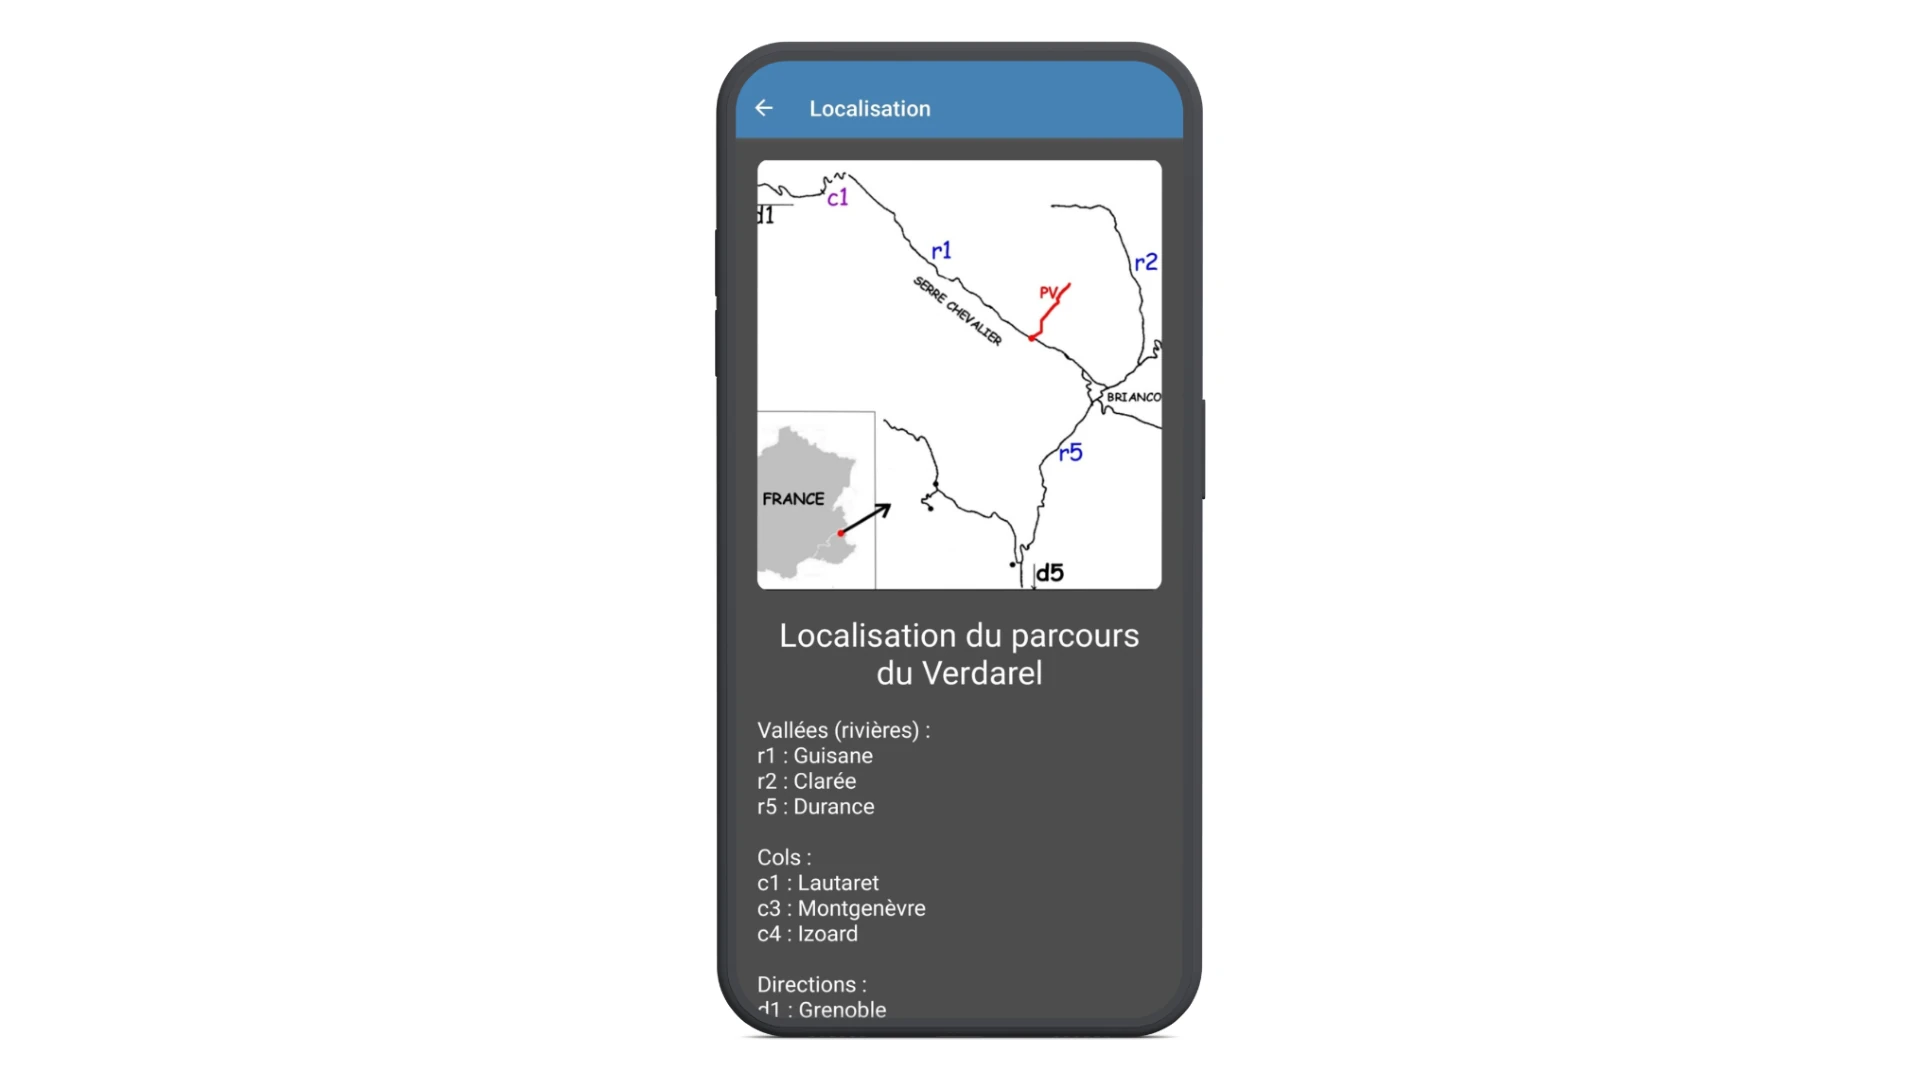 Localisation
c1
d1
r1
r2
PV
SERRE CHEVALIER
BRIANCO
r5
FRANCE
d5
Localisation du parcours
du Verdarel
Vallées (rivières) :
r1 : Guisane
r2 : Clarée
r5 : Durance
Cols :
c1 : Lautaret
c3 : Montgenèvre
c4 : Izoard
Directions :
d1 : Grenoble